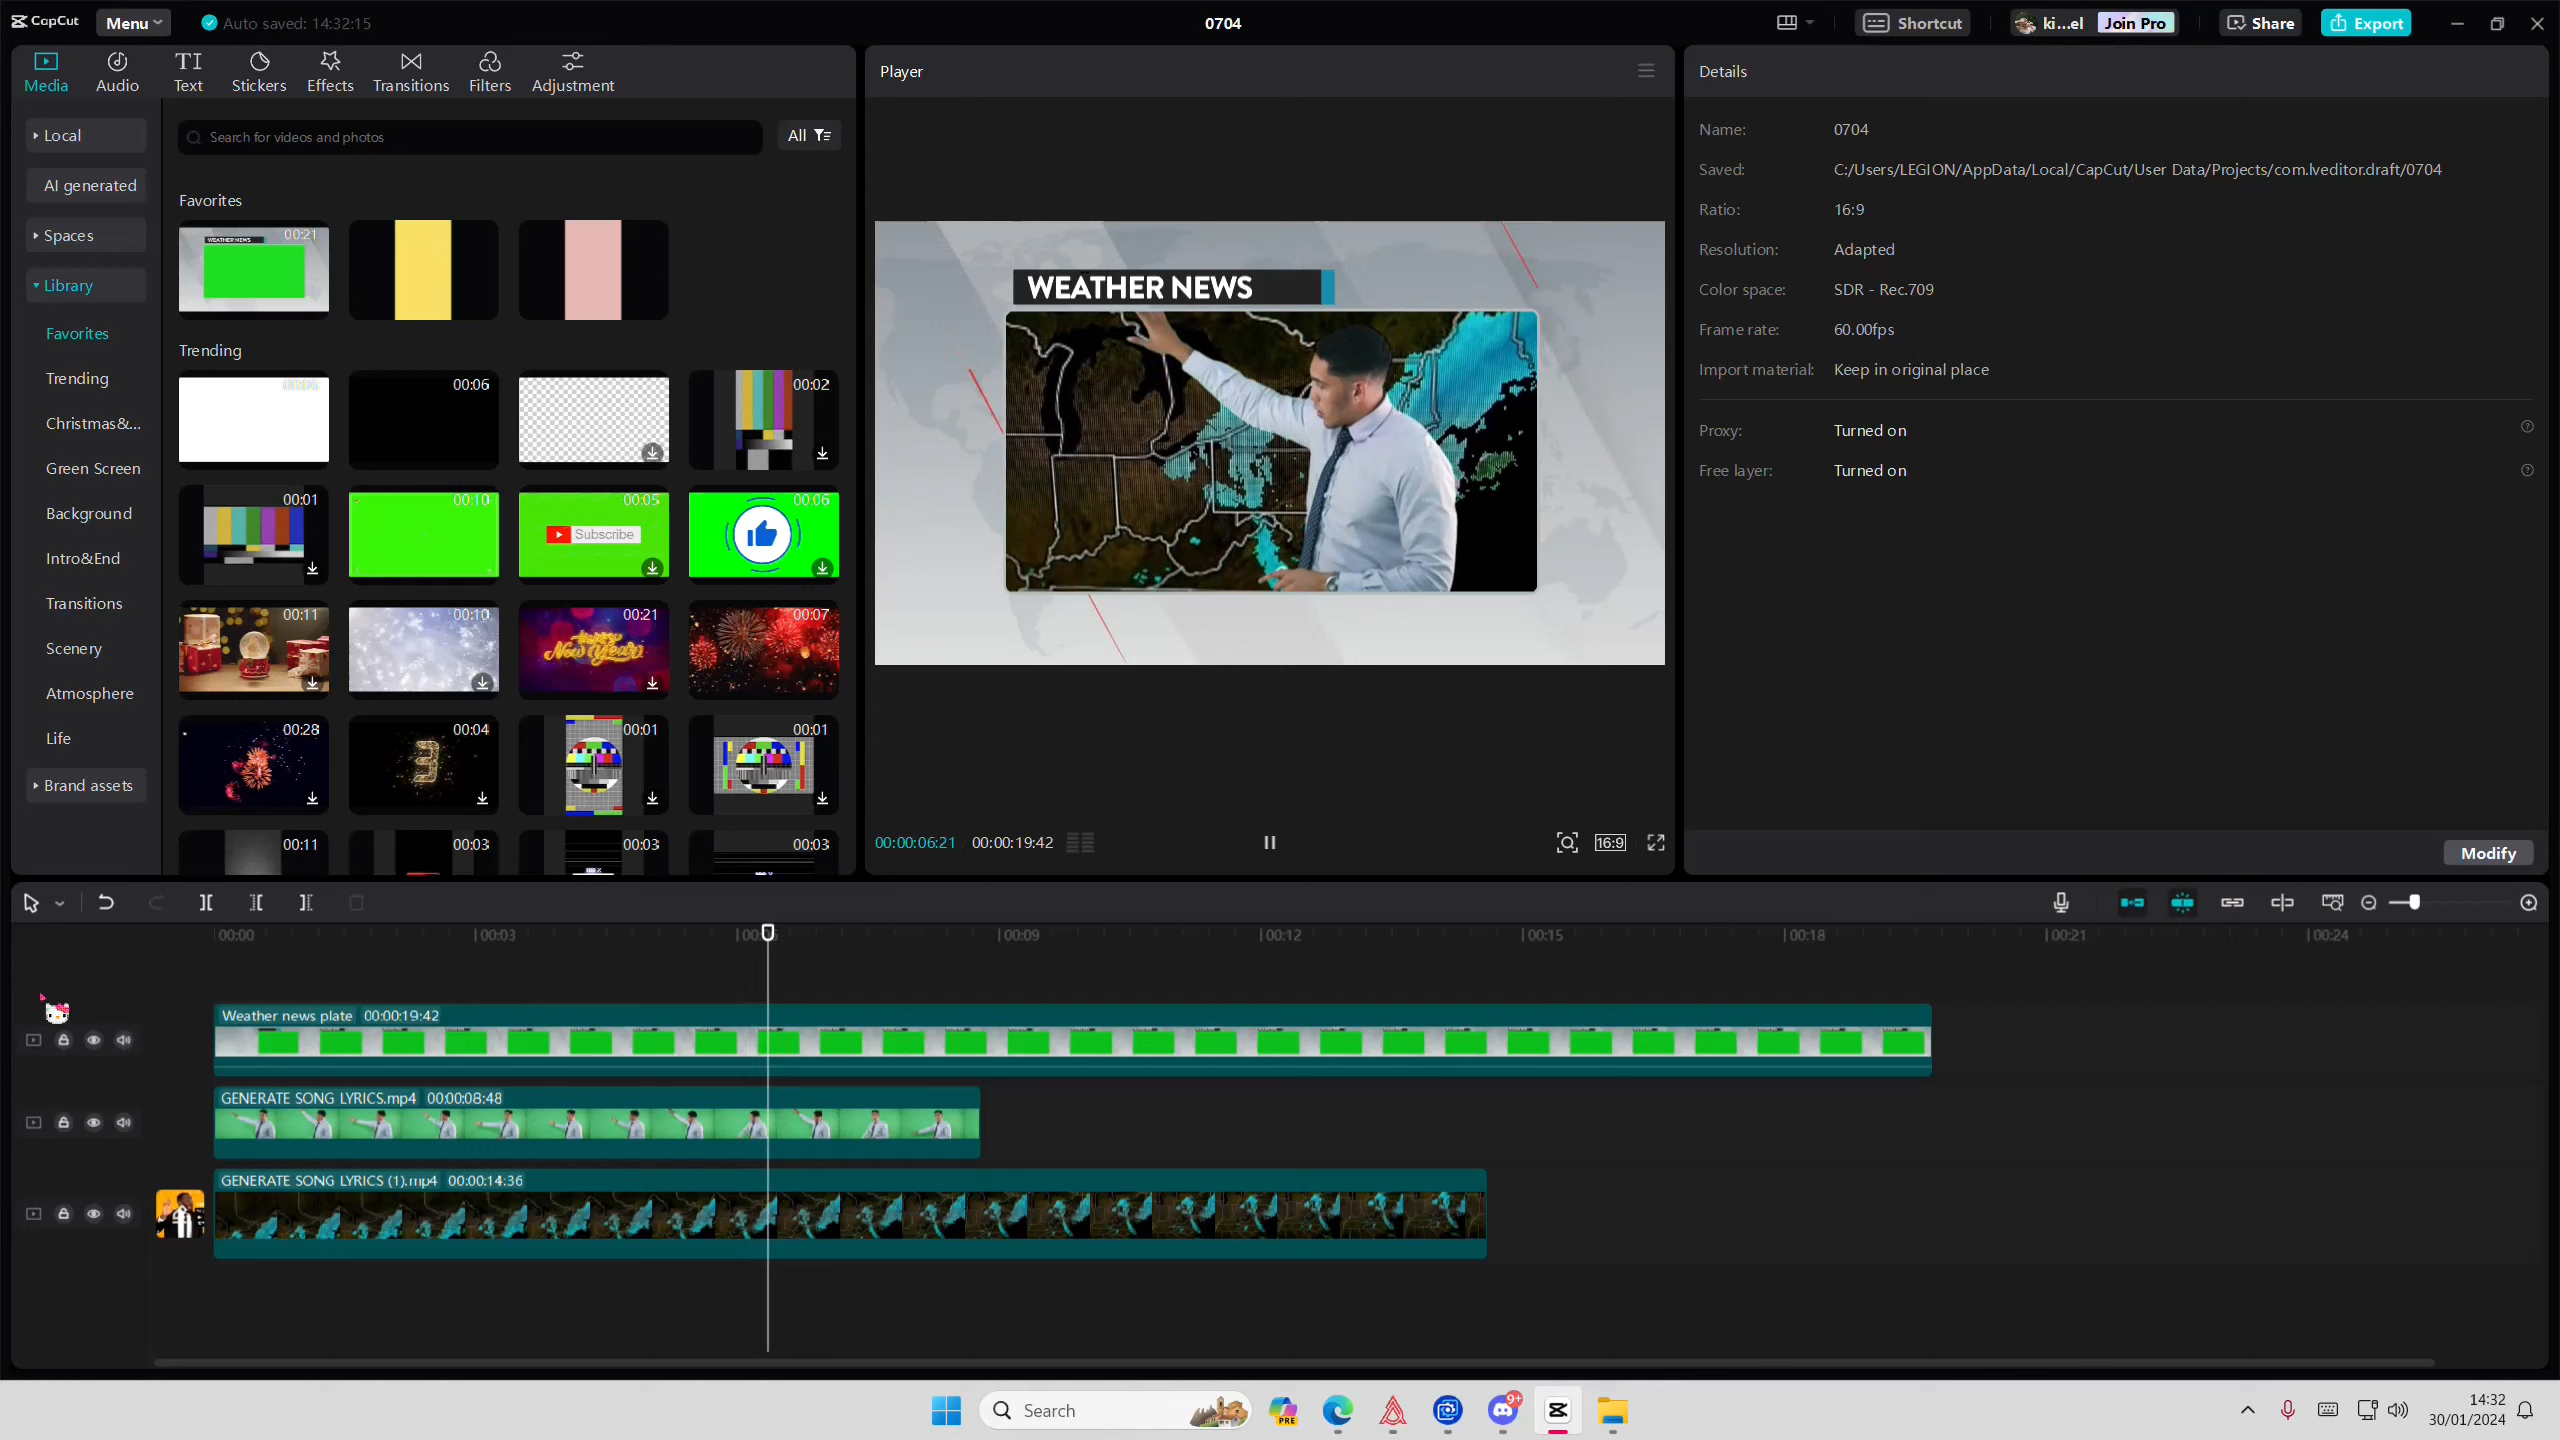 CapCut
Menu
Auto saved: 14:32:15
0704
Shortcut
ki...el
Join Pro
Share
Export
Media
Audio
Text
Stickers
Effects
Transitions
Filters
Adjustment
Player
Details
Local
AI generated
Spaces
Library
Favorites
Trending
Christmas&...
Green Screen
Background
Intro&End
Transitions
Scenery
Atmosphere
Life
Brand assets
Search for videos and photos
All
Favorites
WEATHER NEWS
00:21
Trending
00:06
00:02
00:01
00:10
00:05
00:06
Subscribe
00:11
00:10
00:21
00:07
Happy
New Year
00:28
00:04
00:01
00:01
3
00:11
00:03
00:03
00:03
WEATHER NEWS
00:00:06:21
00:00:19:42
16:9
Name: 0704
Saved: C:/Users/LEGION/AppData/Local/CapCut/User Data/Projects/com.lveditor.draft/0704
Ratio: 16:9
Resolution: Adapted
Color space: SDR - Rec.709
Frame rate: 60.00fps
Import material: Keep in original place
Proxy: Turned on
Free layer: Turned on
Modify
00:00
00:03
00:09
00:12
00:15
00:18
00:21
00:24
Weather news plate 00:00:19:42
GENERATE SONG LYRICS.mp4 00:00:08:48
GENERATE SONG LYRICS (1).mp4 00:00:14:36
Search
PRE
9+
14:32
30/01/2024